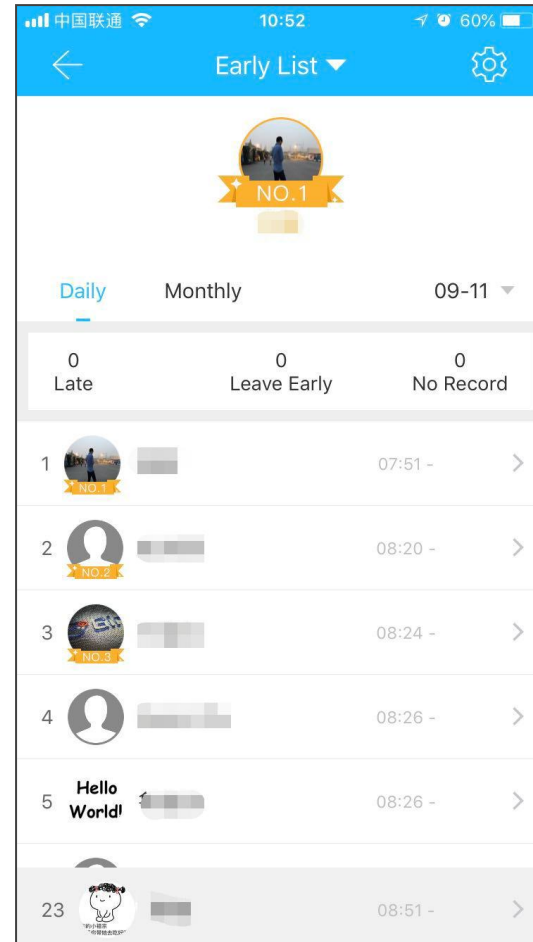 中国联通 10:52 60%
Early List
NO.1
Daily Monthly 09-11
0 0 0
Late Leave Early No Record
1 07:51 -
NO.1
2 08:20 -
NO.2
3 08:24 -
NO.3
4 08:26 -
Hello
5 World! 08:26 -
23 08:51 -